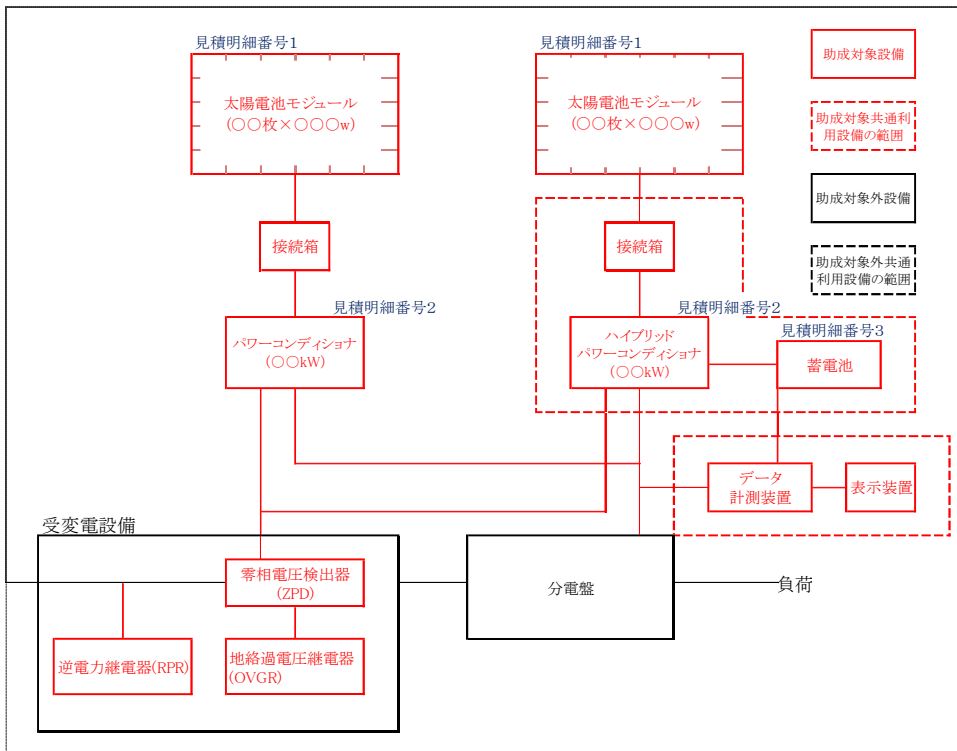 見積明細番号1
太陽電池モジュール
(〇〇枚×〇〇〇w)
接続箱
見積明細番号2
パワーコンディショナ
(〇〇kW)
見積明細番号1
太陽電池モジュール
(〇〇枚×〇〇〇w)
接続箱
見積明細番号2
ハイブリッド
パワーコンディショナ
(〇〇kW)
見積明細番号3
蓄電池
データ
計測装置
表示装置
助成対象設備
助成対象共通利
用設備の範囲
助成対象外設備
助成対象外共通
利用設備の範囲
受変電設備
零相電圧検出器
(ZPD)
逆電力継電器(RPR)
地絡過電圧継電器
(OVGR)
分電盤
負荷